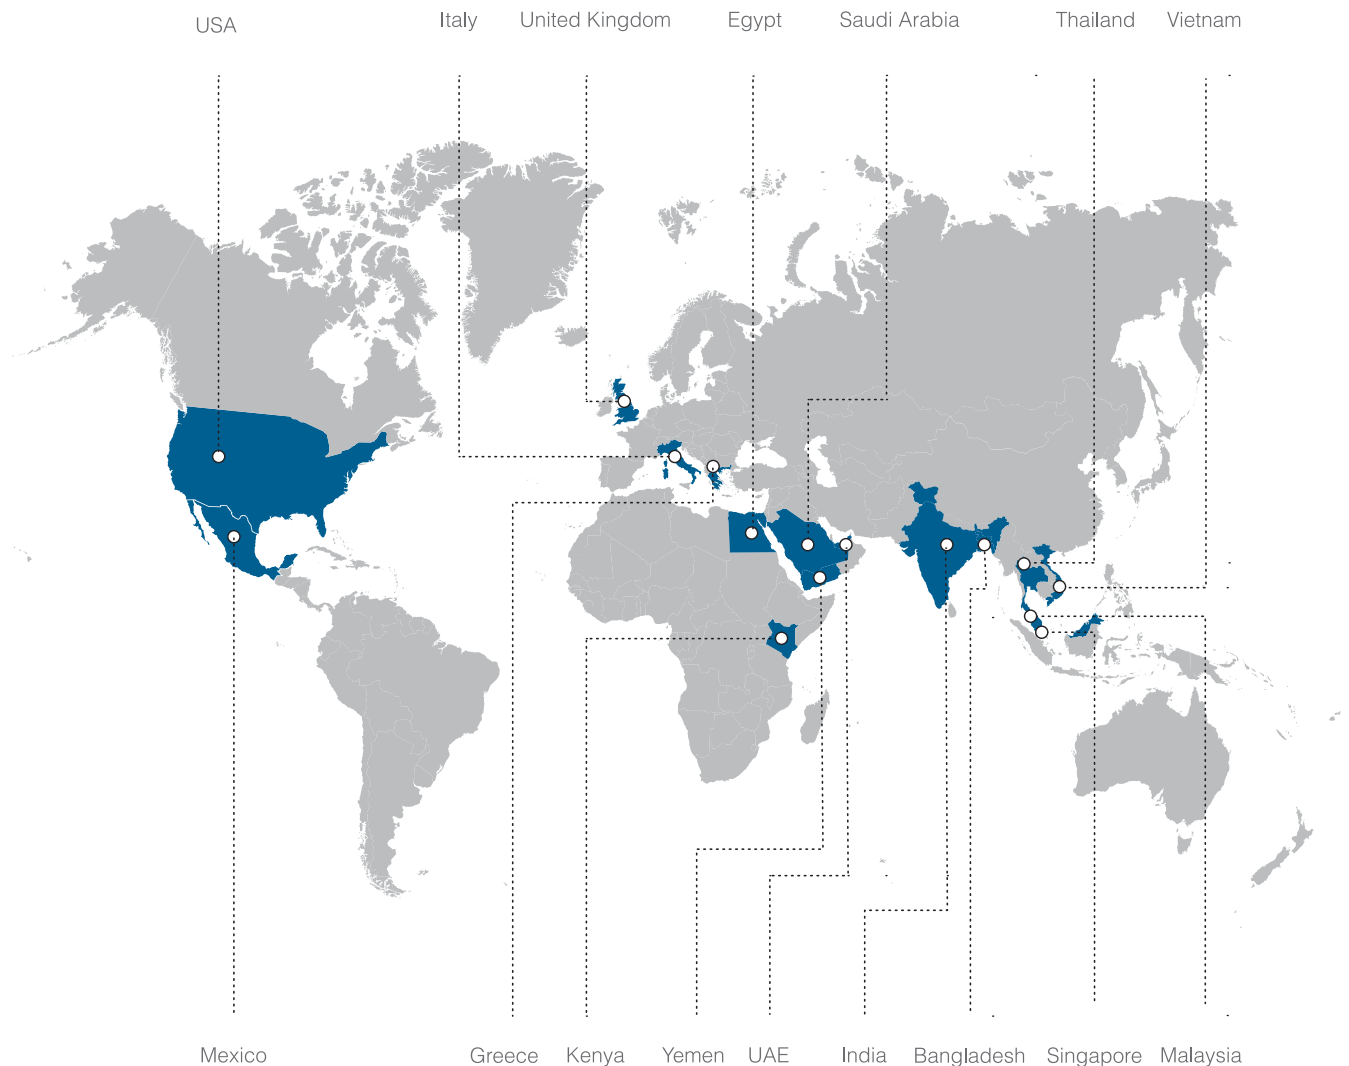 USA
Italy
United Kingdom
Egypt
Saudi Arabia
Thailand
Vietnam
Mexico
Greece
Kenya
Yemen
UAE
India
Bangladesh
Singapore
Malaysia